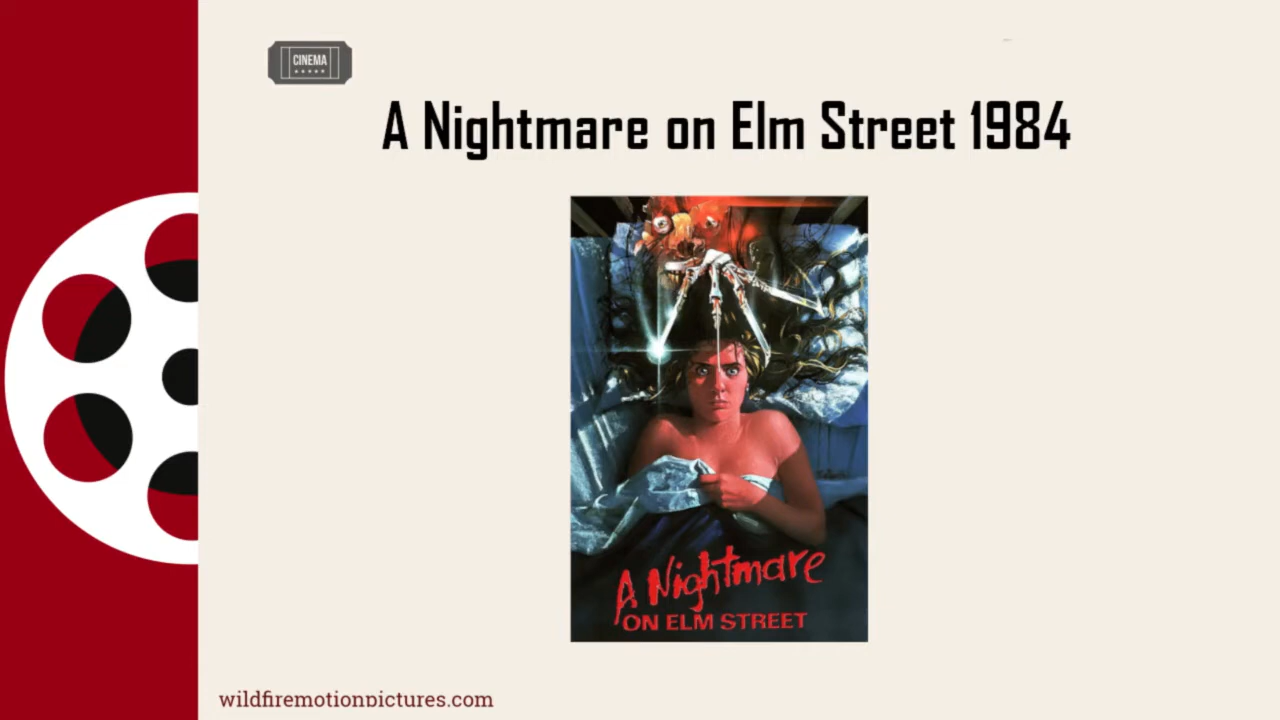 CINEMA
A Nightmare on Elm Street 1984
A Nightmare
ON ELM STREET
wildfiremotionpictures.com